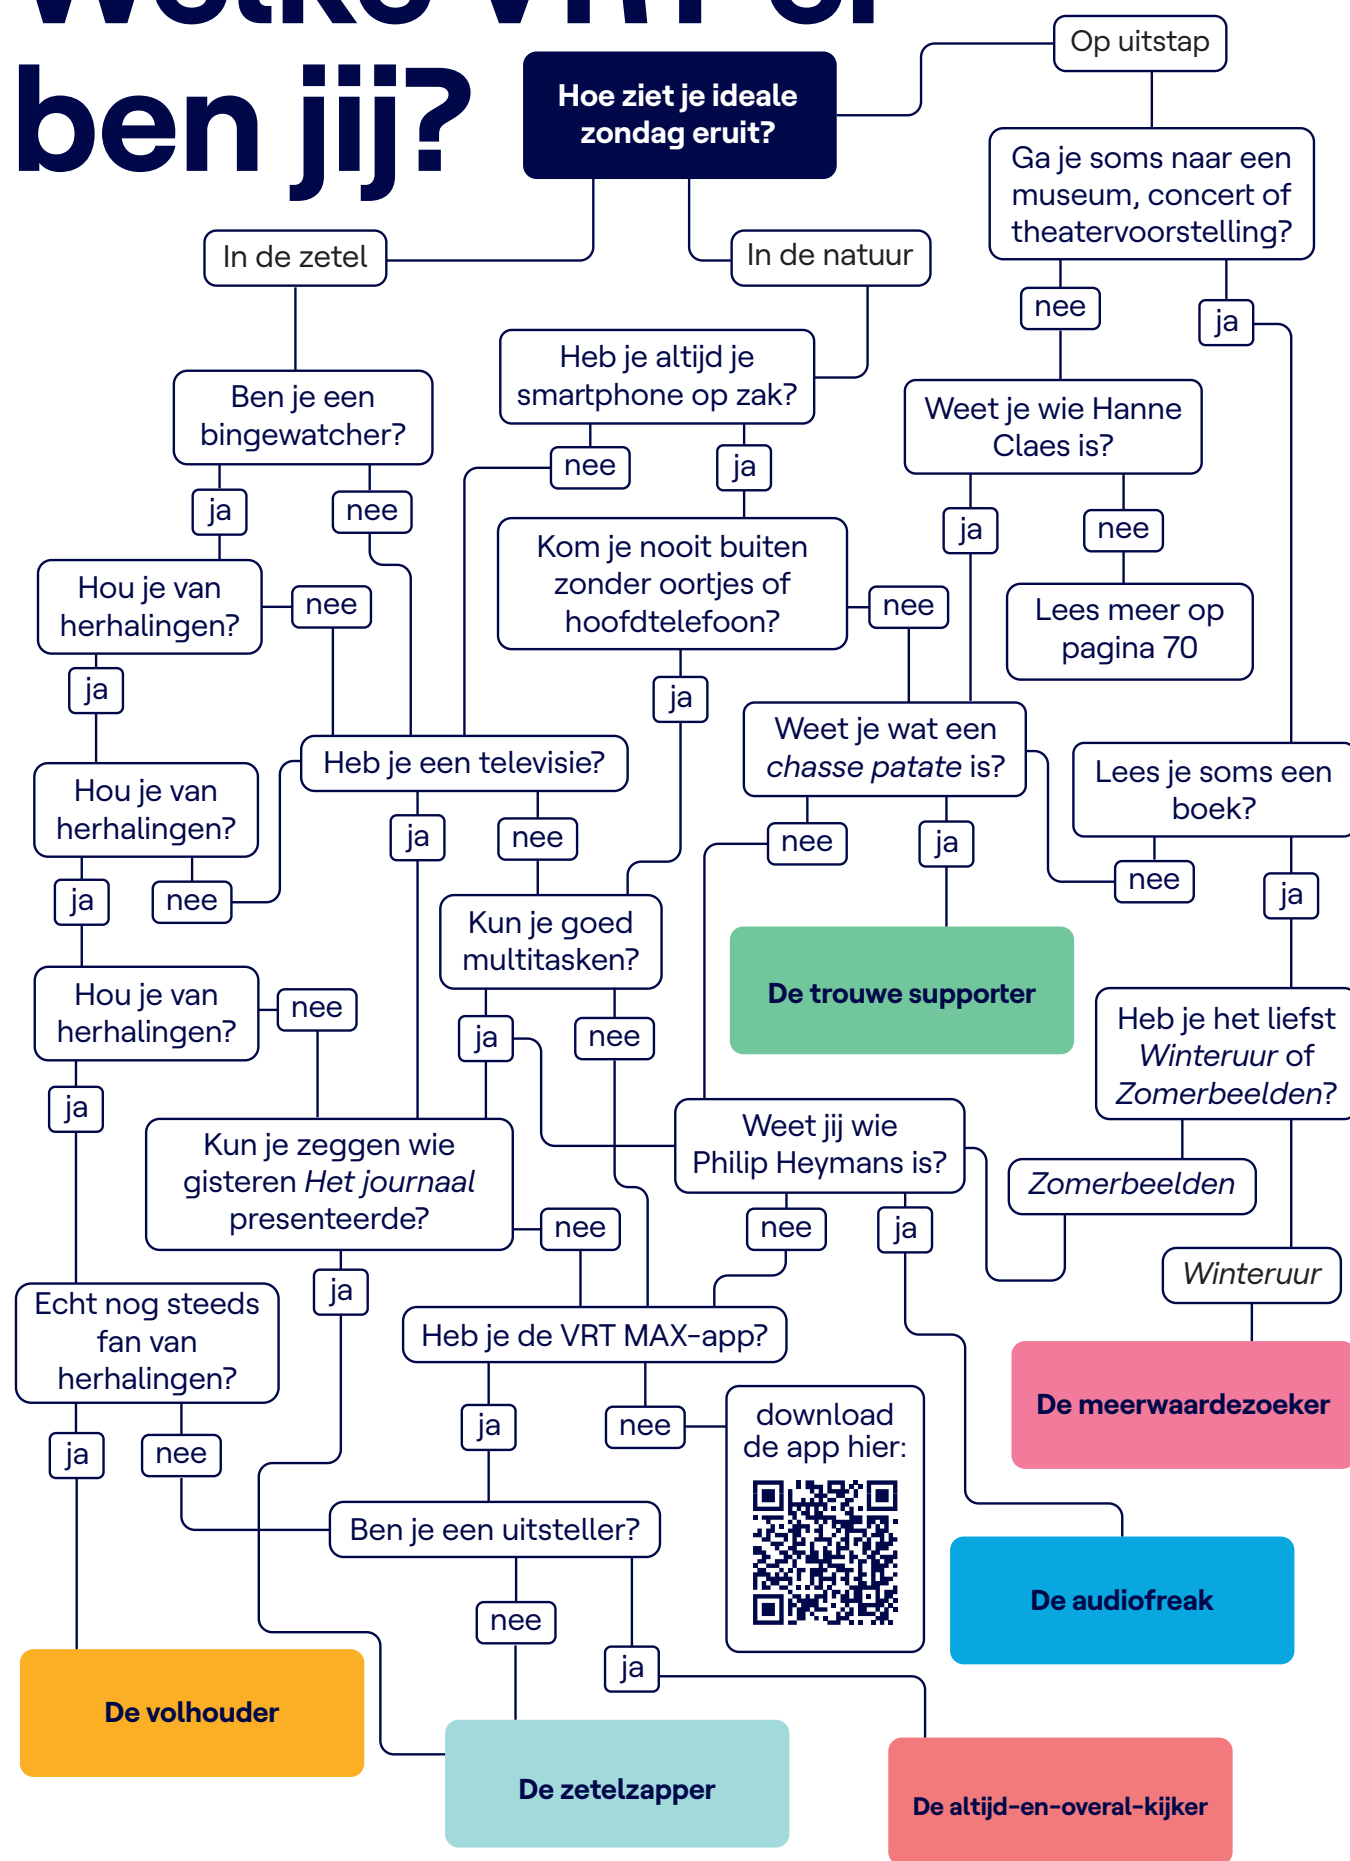 ben jij?
Hoe ziet je ideale
zondag eruit?
Op uitstap
In de zetel
In de natuur
Ga je soms naar een
museum, concert of
theatervoorstelling?
nee
ja
Heb je altijd je
smartphone op zak?
nee
ja
Ben je een
bingewatcher?
ja
nee
Weet je wie Hanne
Claes is?
ja
nee
Lees meer op
pagina 70
Kom je nooit buiten
zonder oortjes of
hoofdtelefoon?
nee
ja
Hou je van
herhalingen?
nee
ja
Heb je een televisie?
ja
nee
Weet je wat een
chasse patate is?
nee
ja
Lees je soms een
boek?
nee
ja
Hou je van
herhalingen?
ja
nee
Kun je goed
multitasken?
ja
nee
De trouwe supporter
Hou je van
herhalingen?
nee
ja
Heb je het liefst
Winteruur of
Zomerbeelden?
Zomerbeelden
Winteruur
Kun je zeggen wie
gisteren Het journaal
presenteerde?
nee
ja
Weet jij wie
Philip Heymans is?
nee
ja
Echt nog steeds
fan van
herhalingen?
ja
nee
Heb je de VRT MAX-app?
ja
nee
download
de app hier:
De meerwaardezoeker
Ben je een uitsteller?
nee
ja
De audiofreak
De volhouder
De zetelzapper
De altijd-en-overal-kijker